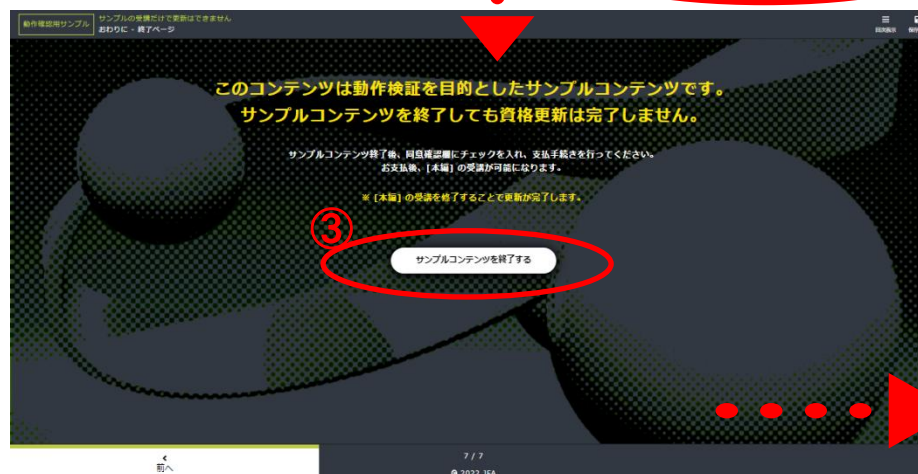 動作確認用サンプル
サンプルの受講だけで更新はできません
おわりに - 終了ページ
目次表示
このコンテンツは動作検証を目的としたサンプルコンテンツです。
サンプルコンテンツを終了しても資格更新は完了しません。
サンプルコンテンツ終了後、同意確認欄にチェックを入れ、支払手続きを行ってください。
お支払後、[本編] の受講が可能になります。
※ [本編] の受講を修了することで更新が完了します。
③
サンプルコンテンツを終了する
前へ
7 / 7
© 2022 JFA